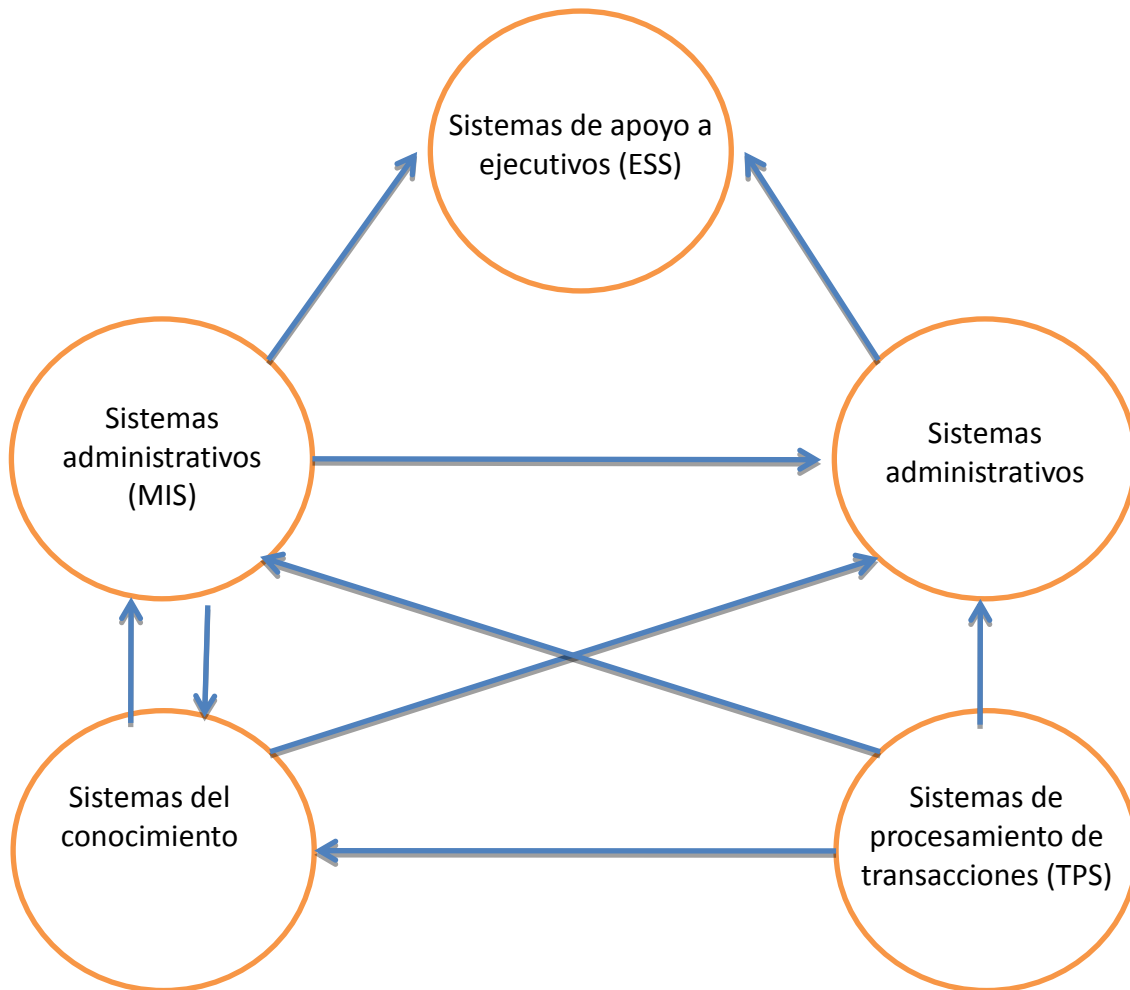 Sistemas de apoyo a
ejecutivos (ESS)
Sistemas
administrativos
(MIS)
Sistemas
administrativos
Sistemas del
conocimiento
Sistemas de
procesamiento de
transacciones (TPS)